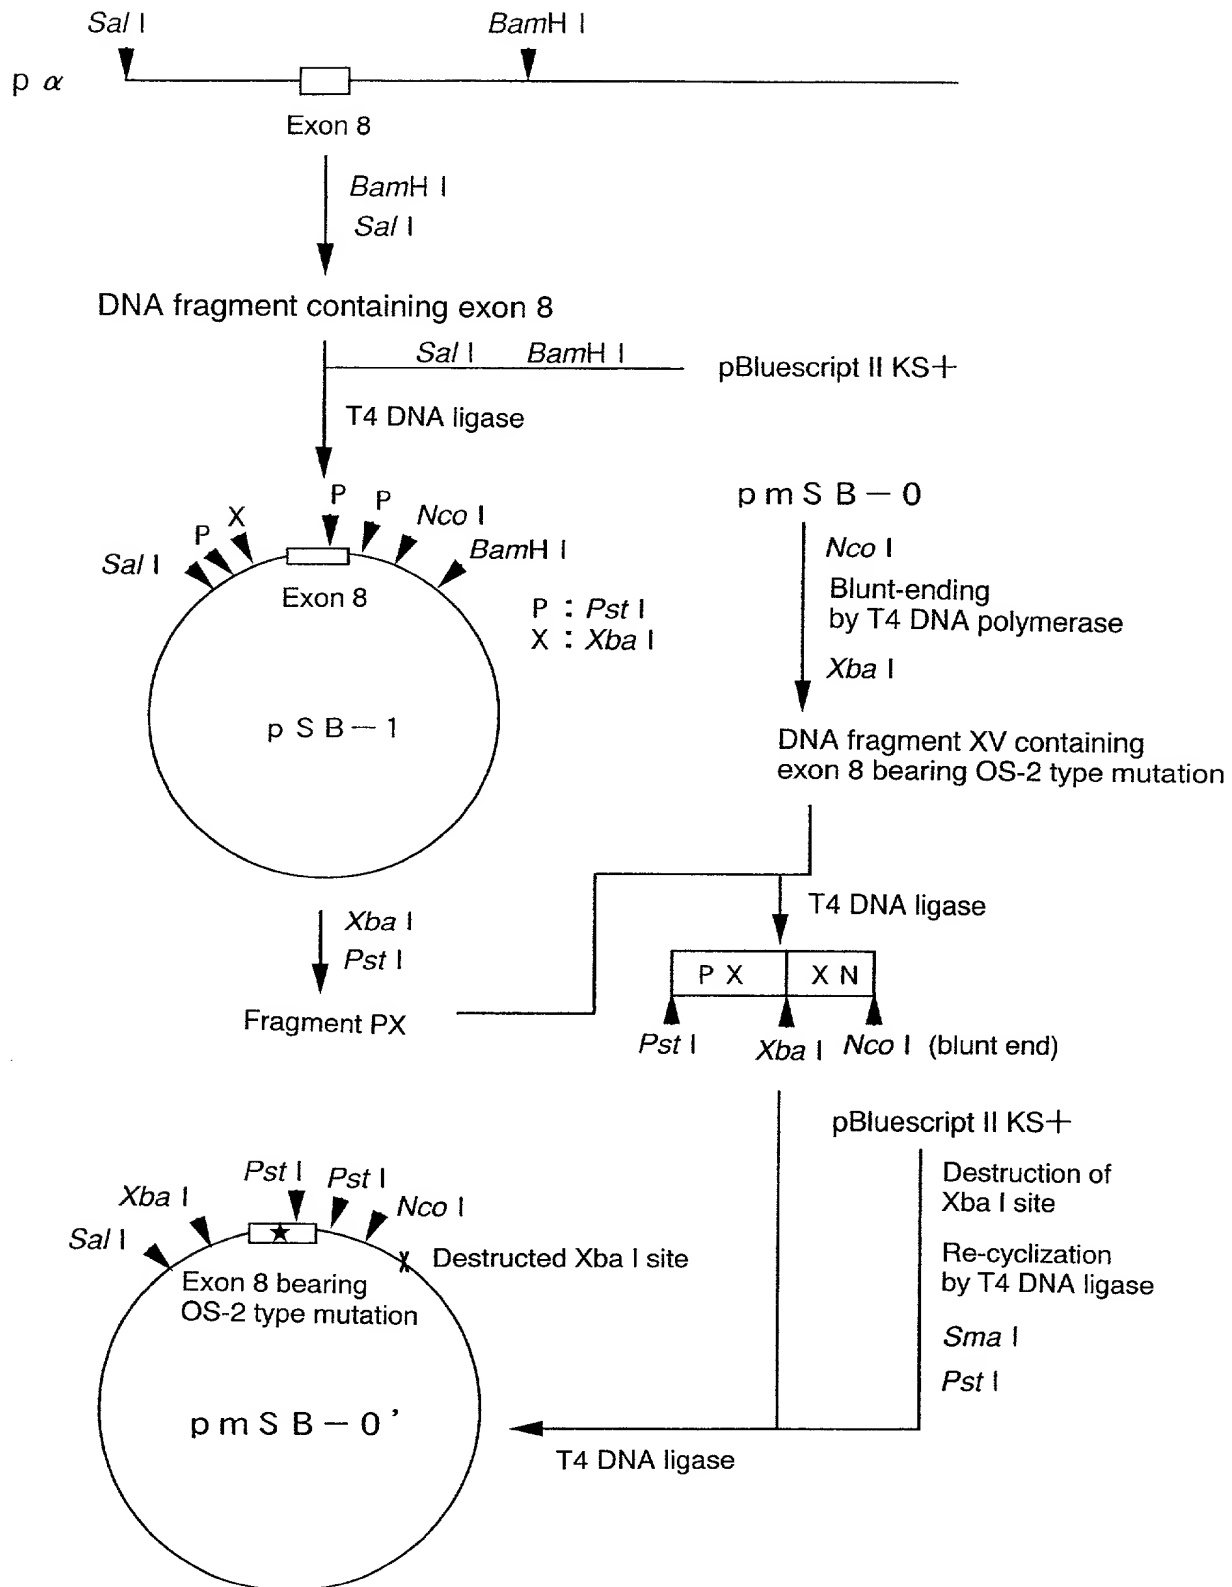 Sal I
BamH I
p α
Exon 8
BamH I
Sal I
DNA fragment containing exon 8
Sal I BamH I
pBluescript II KS+
T4 DNA ligase
P
P
X
P
Nco I
Sal I
BamH I
Exon 8
P : Pst I
X : Xba I
pSB-1
pmSB-0
Nco I
Blunt-ending
by T4 DNA polymerase
Xba I
DNA fragment XV containing
exon 8 bearing OS-2 type mutation
Xba I
Pst I
Fragment PX
T4 DNA ligase
PX
XN
Pst I
Xba I
Nco I (blunt end)
pBluescript II KS+
Destruction of
Xba I site
Re-cyclization
by T4 DNA ligase
Sma I
Pst I
T4 DNA ligase
Pst I
Pst I
Xba I
Nco I
Sal I
Destructed Xba I site
Exon 8 bearing
OS-2 type mutation
pmSB-0'